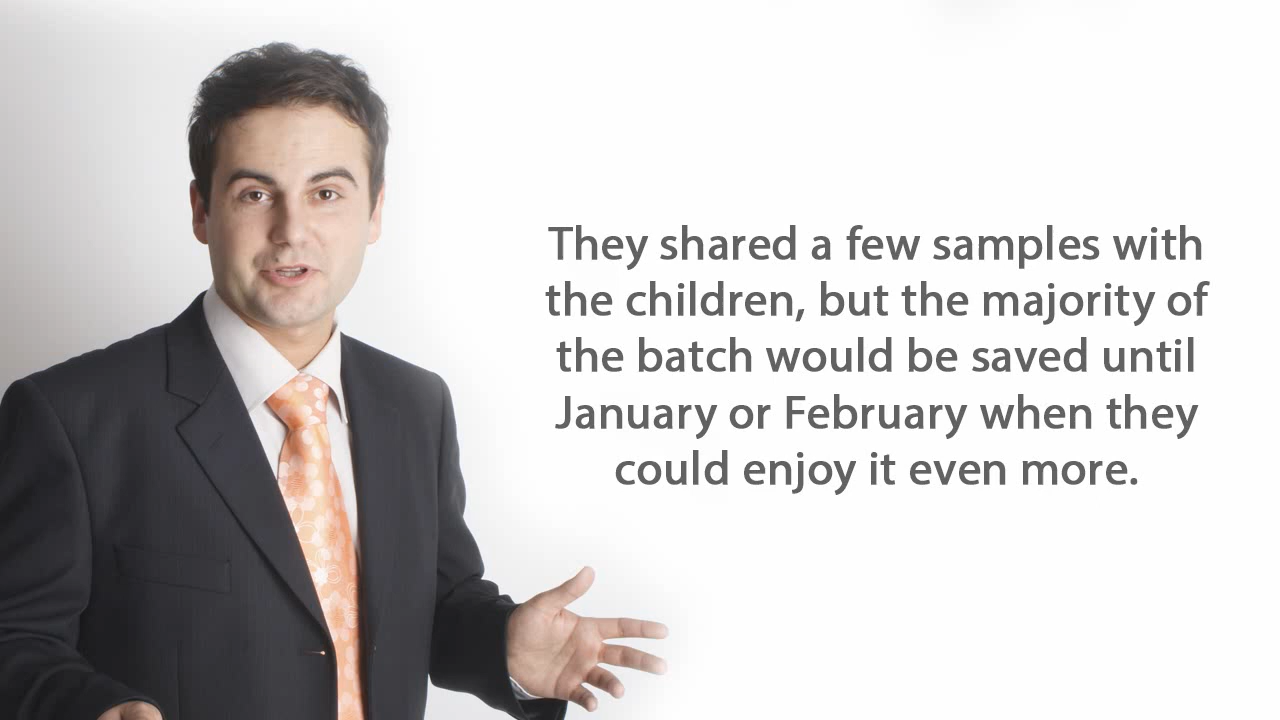 They shared a few samples with
the children, but the majority of
the batch would be saved until
January or February when they
could enjoy it even more.